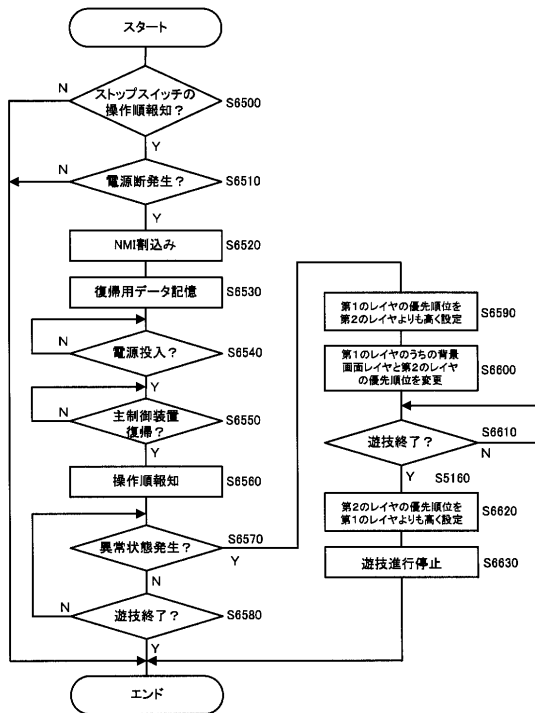 スタート
N
ストップスイッチの
操作順報知？
S6500
Y
N
電源断発生？
S6510
Y
NMI割込み
S6520
復帰用データ記憶
S6530
電源投入？
S6540
N
Y
主制御装置
復帰？
S6550
N
Y
操作順報知
S6560
異常状態発生？
S6570
Y
N
遊技終了？
S6580
N
Y
エンド
第1のレイヤの優先順位を
第2のレイヤよりも高く設定
S6590
第1のレイヤのうちの背景
画面レイヤと第2のレイヤ
の優先順位を変更
S6600
遊技終了？
S6610
N
Y
S5160
第2のレイヤの優先順位を
第1のレイヤよりも高く設定
S6620
遊技進行停止
S6630